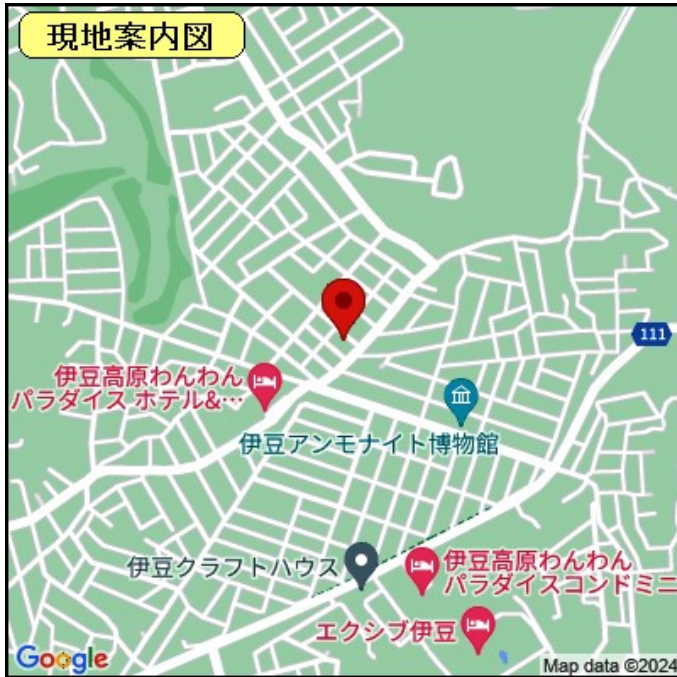 現地案内図
111
伊豆高原わんわん
パラダイス ホテル&…
伊豆アンモナイト博物館
伊豆クラフトハウス
伊豆高原わんわん
パラダイスコンドミニ
エクシブ伊豆
Google
Map data ©2024